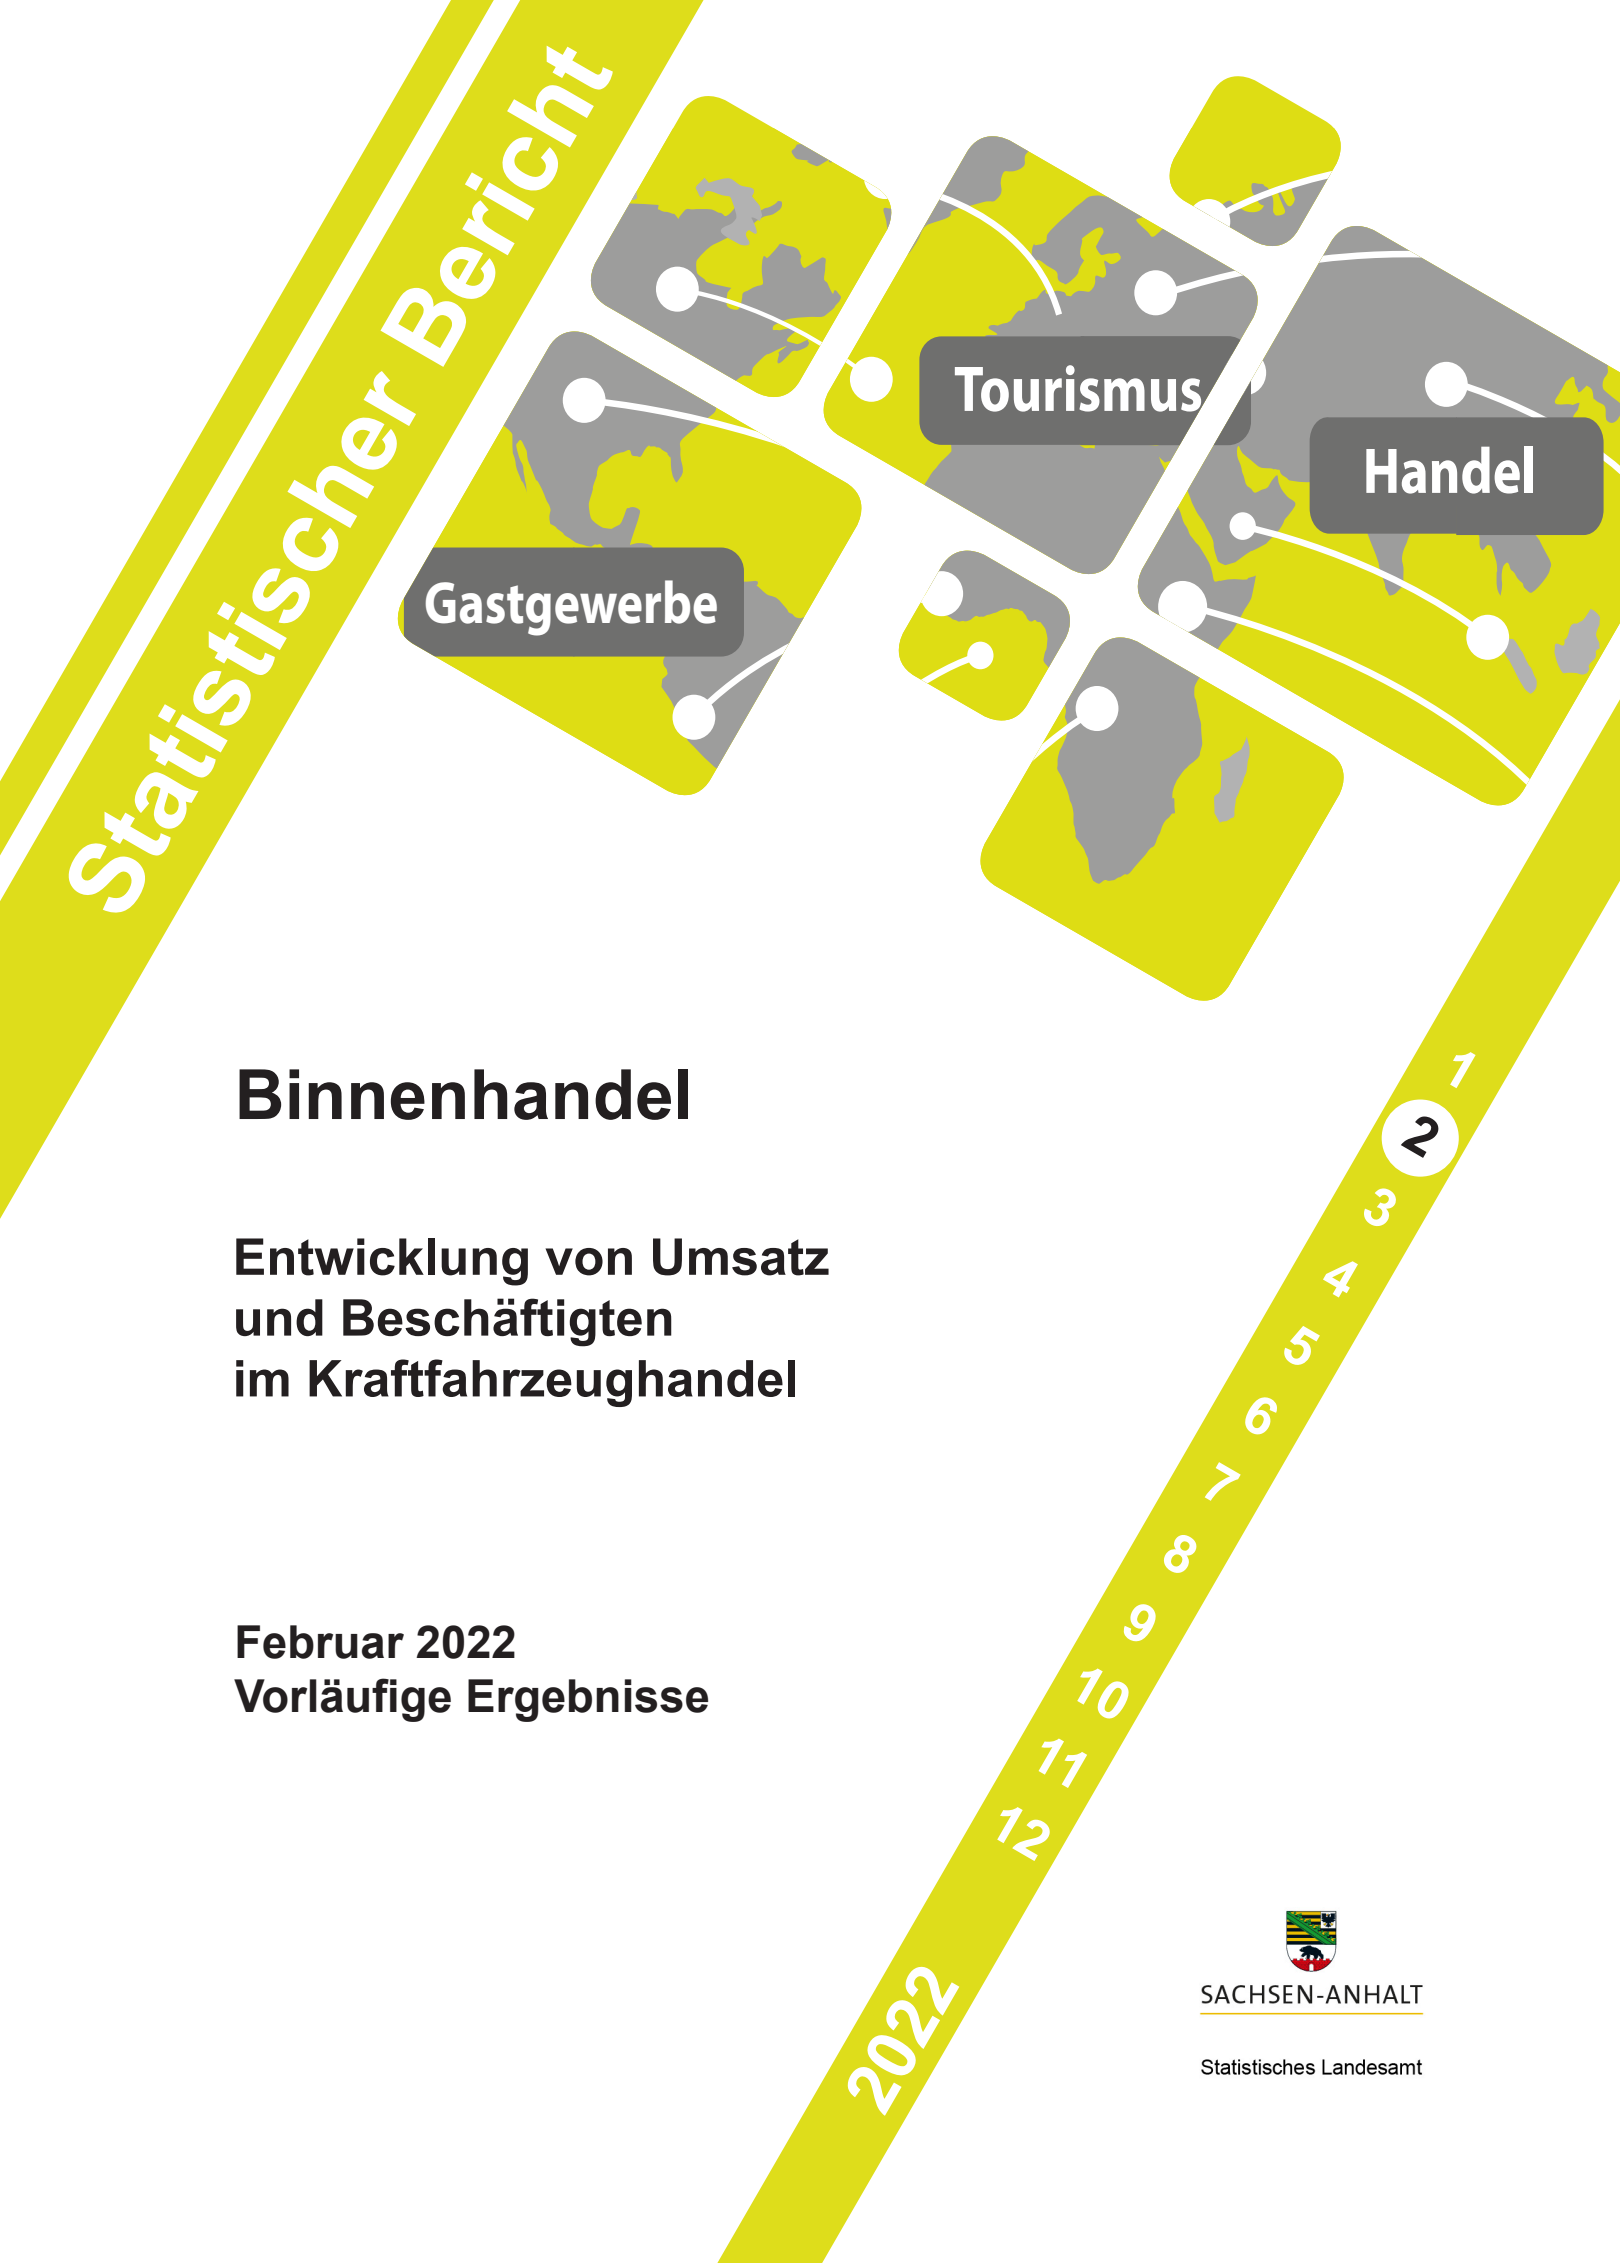 Statistischer Bericht
Tourismus
Handel
Gastgewerbe
Binnenhandel
Entwicklung von Umsatz
und Beschäftigten
im Kraftfahrzeughandel
Februar 2022
Vorläufige Ergebnisse
1
2
3
4
5
6
7
8
9
10
11
12
2022
SACHSEN-ANHALT
Statistisches Landesamt